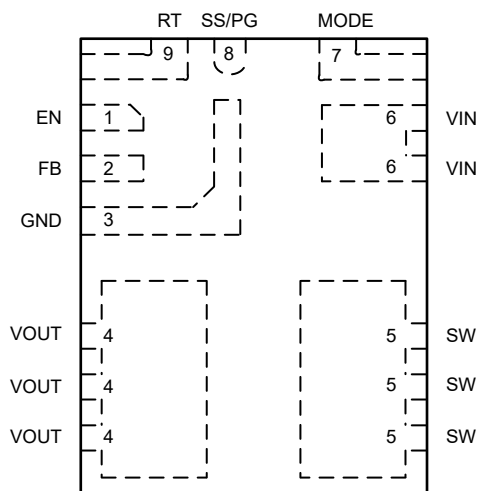 RT SS/PG MODE
9 8 7
EN 1 6 VIN
FB 2 6 VIN
GND 3
VOUT 4 5 SW
VOUT 4 5 SW
VOUT 4 5 SW